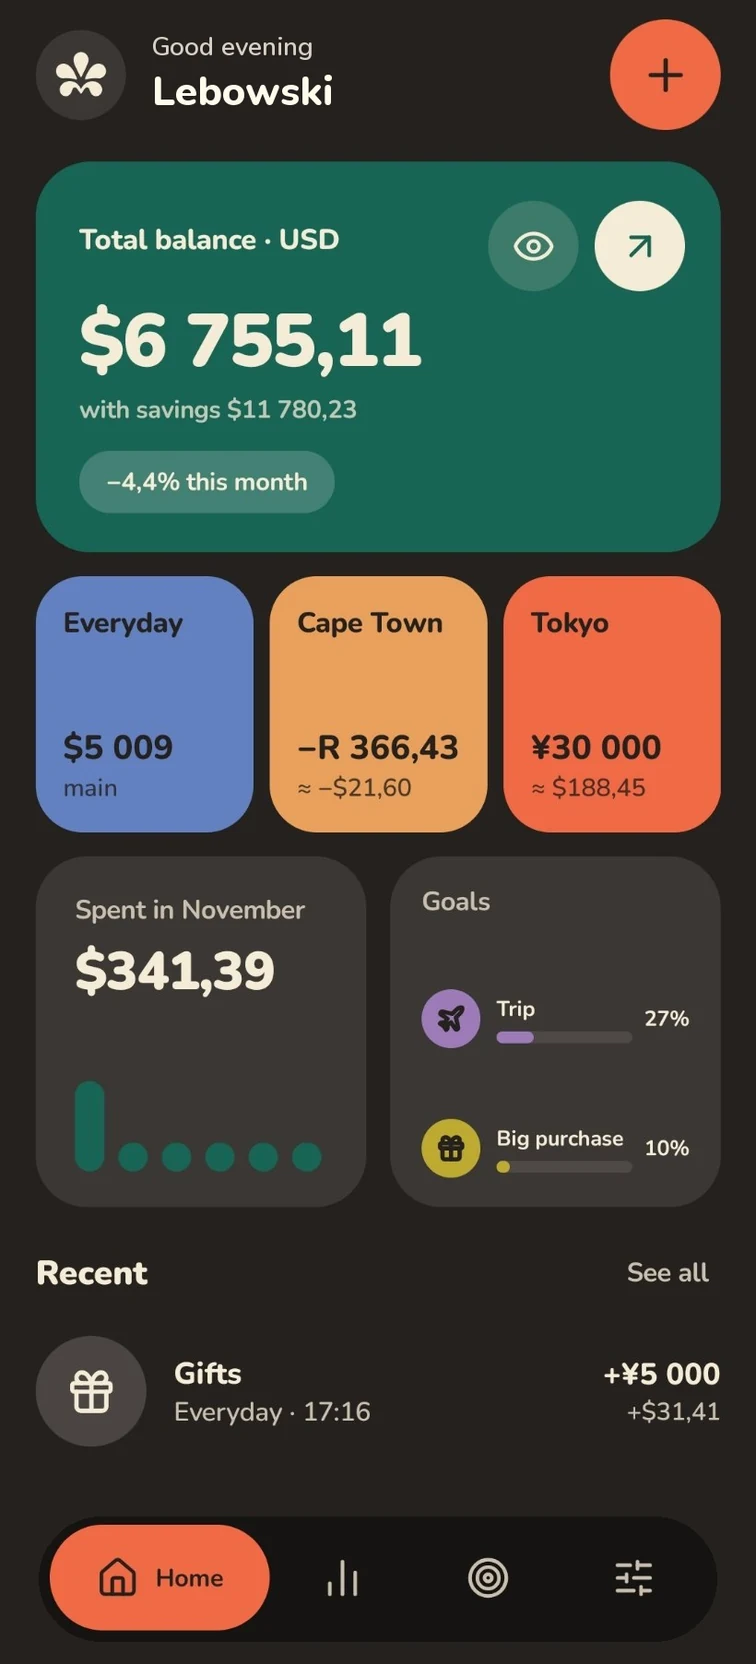 Good evening
Lebowski
Total balance · USD
$6 755,11
with savings $11 780,23
−4,4% this month
Everyday
$5 009
main
Cape Town
−R 366,43
≈ −$21,60
Tokyo
¥30 000
≈ $188,45
Spent in November
$341,39
Goals
Trip
27%
Big purchase
10%
Recent
See all
Gifts
+¥5 000
Everyday · 17:16
+$31,41
Home